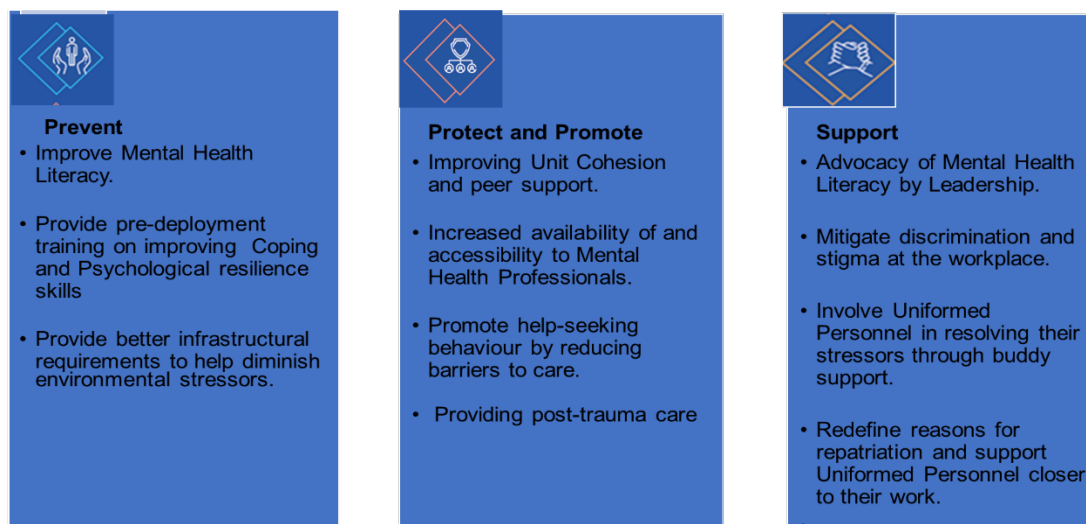 Prevent
• Improve Mental Health
Literacy.
• Provide pre-deployment
training on improving Coping
and Psychological resilience
skills
• Provide better infrastructural
requirements to help diminish
environmental stressors.
Protect and Promote
• Improving Unit Cohesion
and peer support.
• Increased availability of and
accessibility to Mental
Health Professionals.
• Promote help-seeking
behaviour by reducing
barriers to care.
• Providing post-trauma care
Support
• Advocacy of Mental Health
Literacy by Leadership.
• Mitigate discrimination and
stigma at the workplace.
• Involve Uniformed
Personnel in resolving their
stressors through buddy
support.
• Redefine reasons for
repatriation and support
Uniformed Personnel closer
to their work.